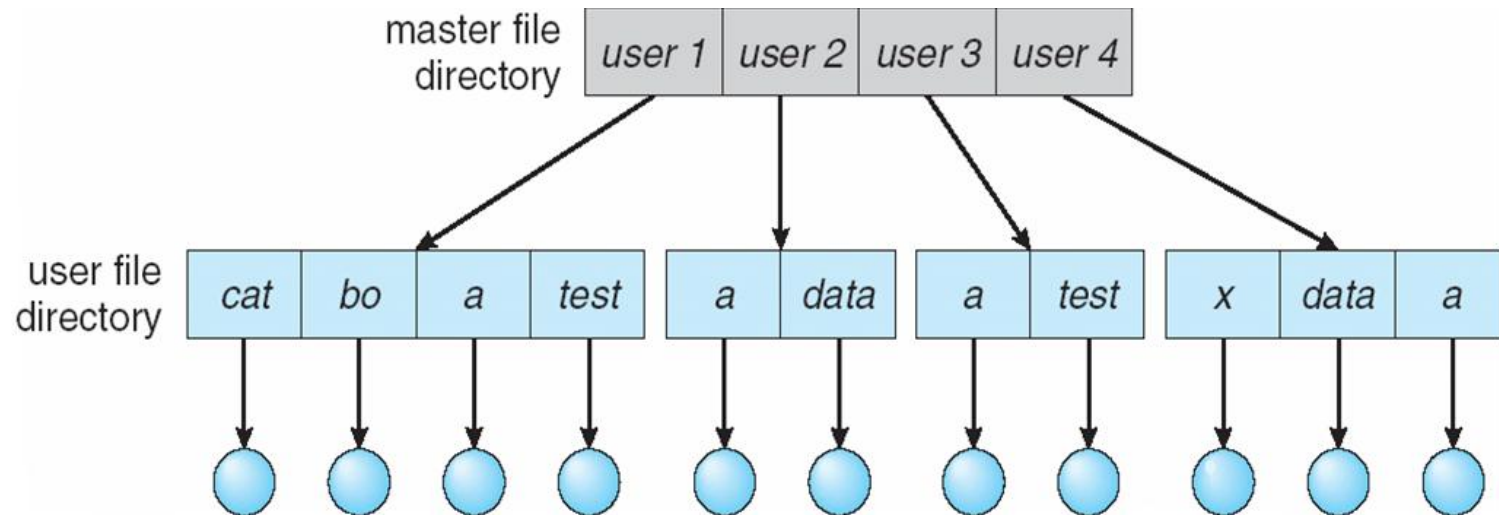 master file
directory
user 1 user 2 user 3 user 4
user file
directory
cat bo a test a data a test x data a